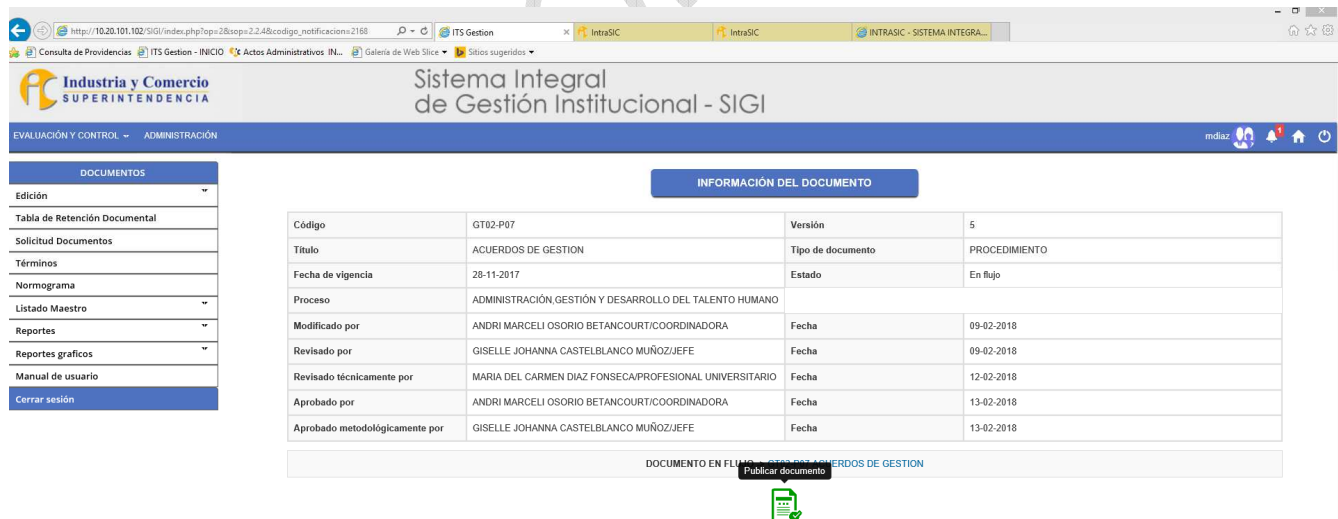 http://10.20.101.102/SIGI/index.php?op=2&sop=2.2.4&codigo_notificacion=2168
ITS Gestion
IntraSIC
IntraSIC
INTRASIC - SISTEMA INTEGRA...
Consulta de Providencias
ITS Gestion - INICIO
Actos Administrativos IN...
Galería de Web Slice
Sitios sugeridos
Industria y Comercio
SUPERINTENDENCIA
Sistema Integral
de Gestión Institucional - SIGI
EVALUACIÓN Y CONTROL
ADMINISTRACIÓN
mdiaz
1
DOCUMENTOS
Edición
Tabla de Retención Documental
Solicitud Documentos
Términos
Normograma
Listado Maestro
Reportes
Reportes graficos
Manual de usuario
Cerrar sesión
INFORMACIÓN DEL DOCUMENTO
Código GT02-P07 Versión 5
Título ACUERDOS DE GESTION Tipo de documento PROCEDIMIENTO
Fecha de vigencia 28-11-2017 Estado En flujo
Proceso ADMINISTRACIÓN,GESTIÓN Y DESARROLLO DEL TALENTO HUMANO
Modificado por ANDRI MARCELI OSORIO BETANCOURT/COORDINADORA Fecha 09-02-2018
Revisado por GISELLE JOHANNA CASTELBLANCO MUÑOZ/JEFE Fecha 09-02-2018
Revisado técnicamente por MARIA DEL CARMEN DIAZ FONSECA/PROFESIONAL UNIVERSITARIO Fecha 12-02-2018
Aprobado por ANDRI MARCELI OSORIO BETANCOURT/COORDINADORA Fecha 13-02-2018
Aprobado metodológicamente por GISELLE JOHANNA CASTELBLANCO MUÑOZ/JEFE Fecha 13-02-2018
DOCUMENTO EN FLUJO GT02-P07 ACUERDOS DE GESTION
Publicar documento